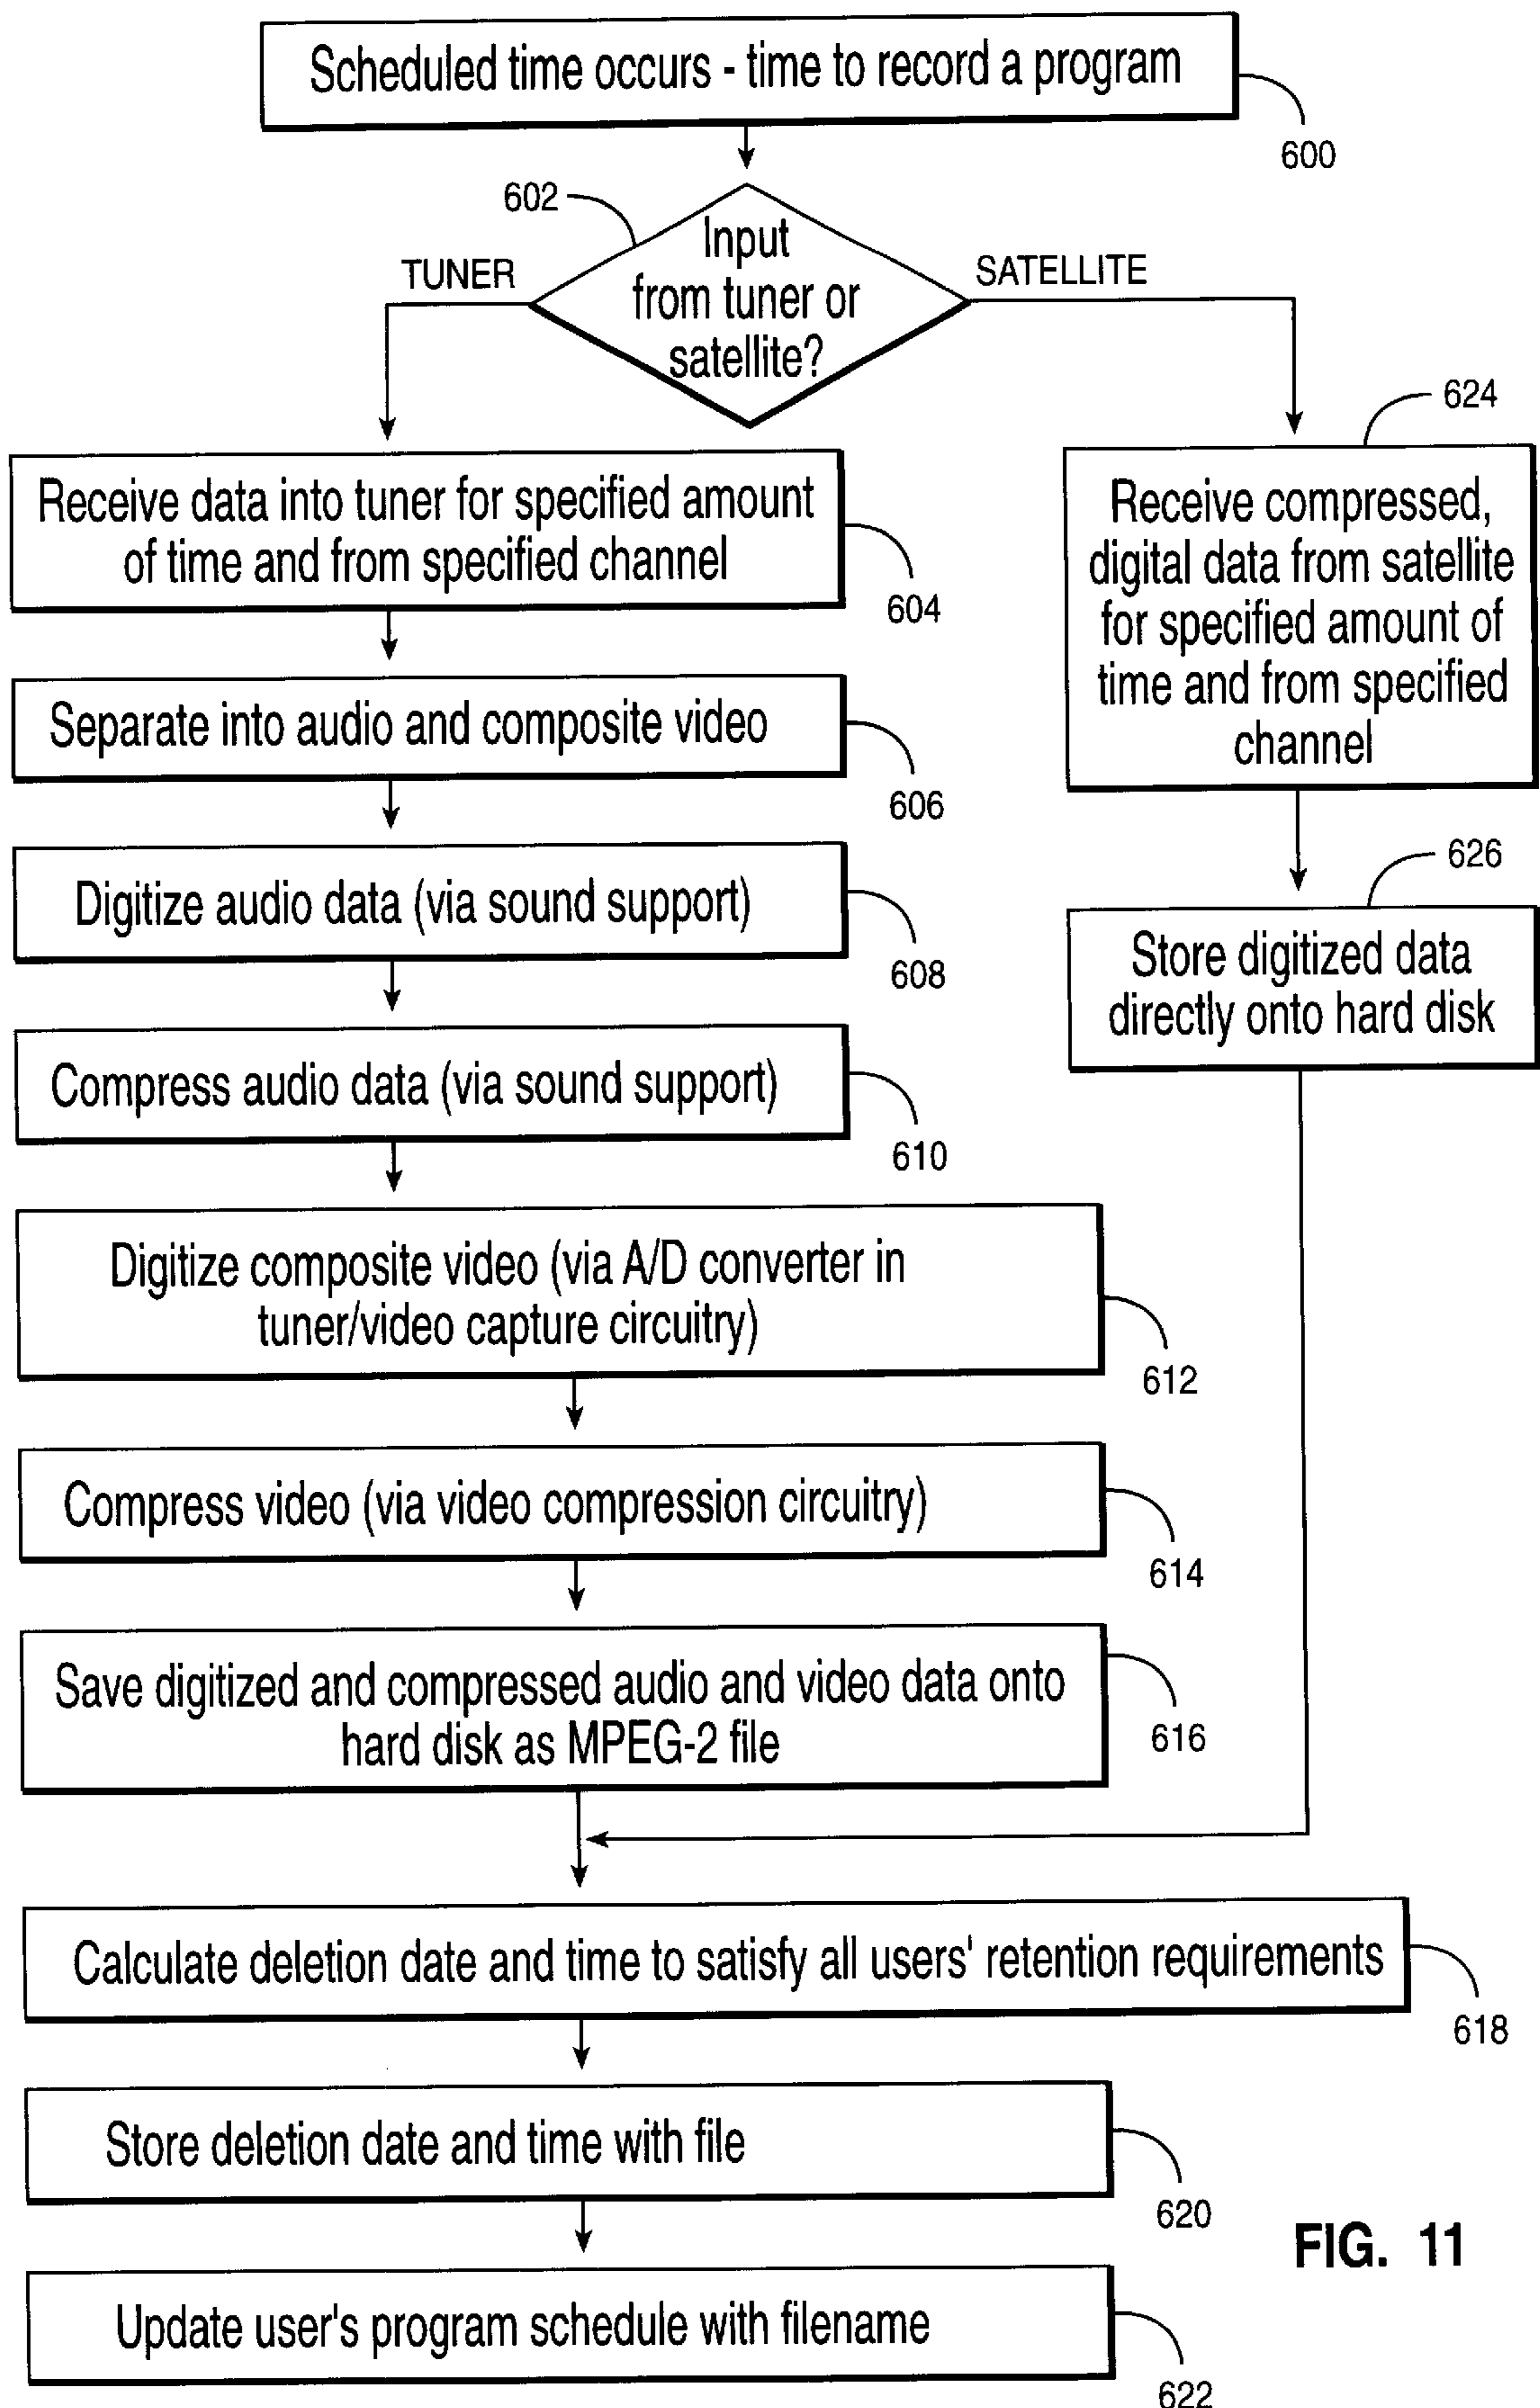 Scheduled time occurs - time to record a program
600
602
Input
from tuner or
satellite?
TUNER
SATELLITE
Receive data into tuner for specified amount
of time and from specified channel
604
Separate into audio and composite video
606
Digitize audio data (via sound support)
608
Compress audio data (via sound support)
610
Digitize composite video (via A/D converter in
tuner/video capture circuitry)
612
Compress video (via video compression circuitry)
614
Save digitized and compressed audio and video data onto
hard disk as MPEG-2 file
616
624
Receive compressed,
digital data from satellite
for specified amount of
time and from specified
channel
626
Store digitized data
directly onto hard disk
Calculate deletion date and time to satisfy all users' retention requirements
618
Store deletion date and time with file
620
Update user's program schedule with filename
622
FIG. 11